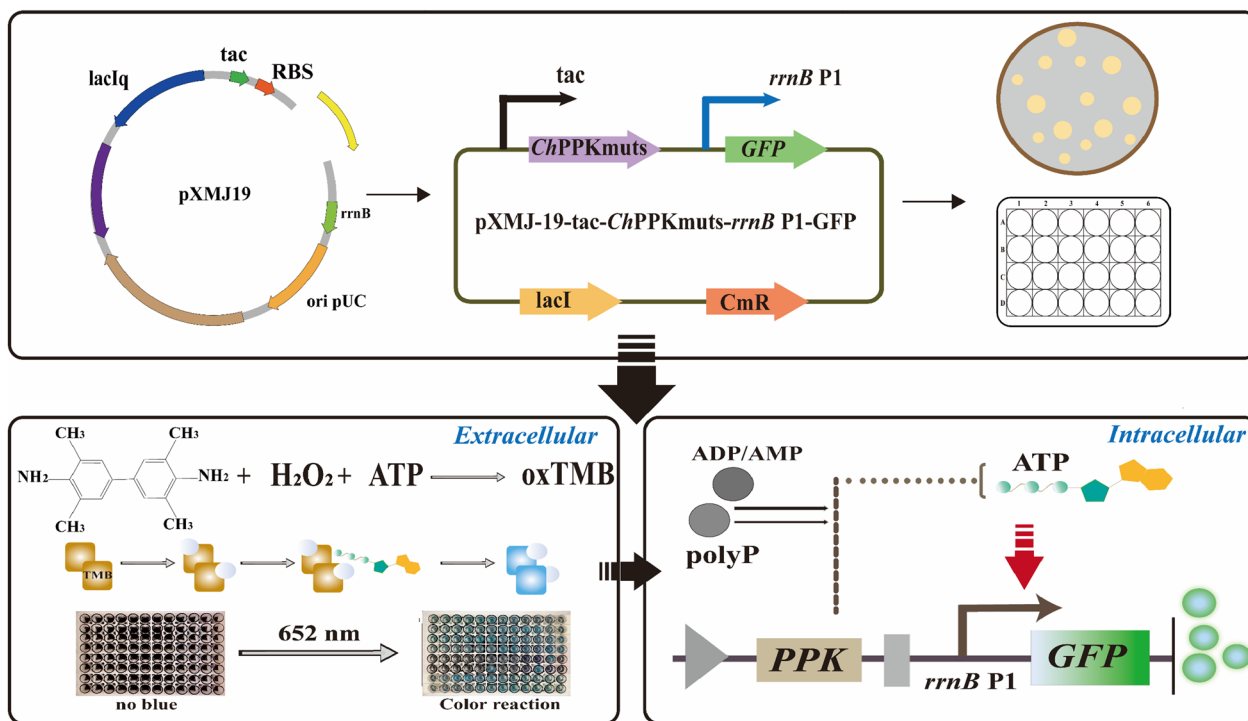 lacIq
tac
RBS
pXMJ19
rrnB
ori pUC
tac
rrnB P1
ChPPKmuts
GFP
pXMJ-19-tac-ChPPKmuts-rrnB P1-GFP
lacI
CmR
1 2 3 4 5 6
A
B
C
D
Extracellular
CH₃
CH₃
NH₂
NH₂
CH₃
CH₃
+ H₂O₂ + ATP
oxTMB
TMB
652 nm
no blue
Color reaction
Intracellular
ADP/AMP
polyP
ATP
PPK
rrnB P1
GFP